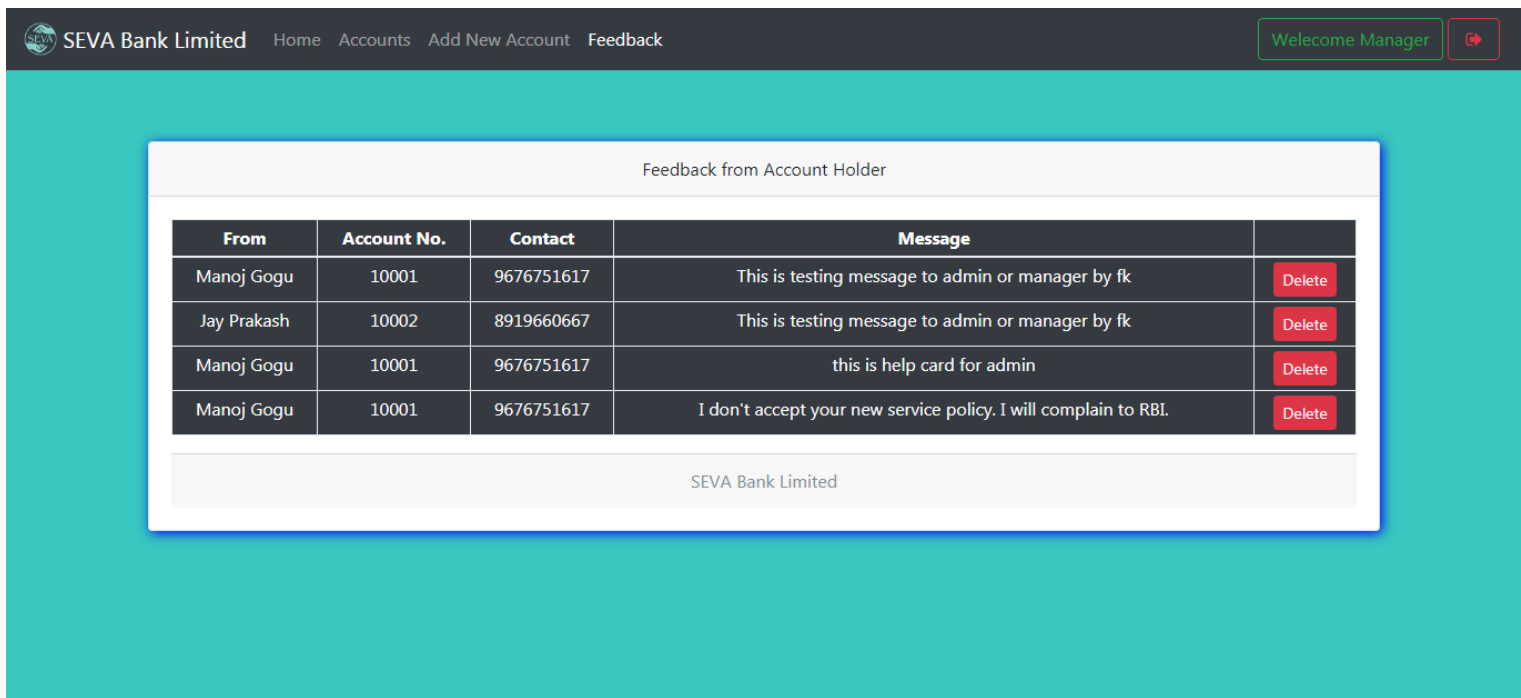 SEVA SEVA Bank Limited Home Accounts Add New Account Feedback Welecome Manager
Feedback from Account Holder
From Account No. Contact Message
Manoj Gogu 10001 9676751617 This is testing message to admin or manager by fk Delete
Jay Prakash 10002 8919660667 This is testing message to admin or manager by fk Delete
Manoj Gogu 10001 9676751617 this is help card for admin Delete
Manoj Gogu 10001 9676751617 I don't accept your new service policy. I will complain to RBI. Delete
SEVA Bank Limited